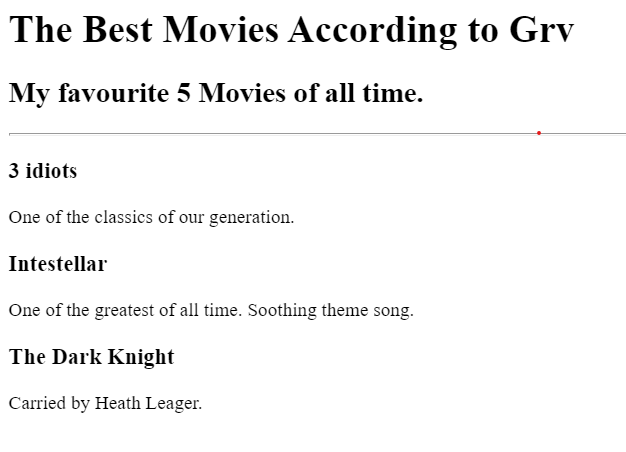 The Best Movies According to Grv
My favourite 5 Movies of all time.
3 idiots
One of the classics of our generation.
Intestellar
One of the greatest of all time. Soothing theme song.
The Dark Knight
Carried by Heath Leager.